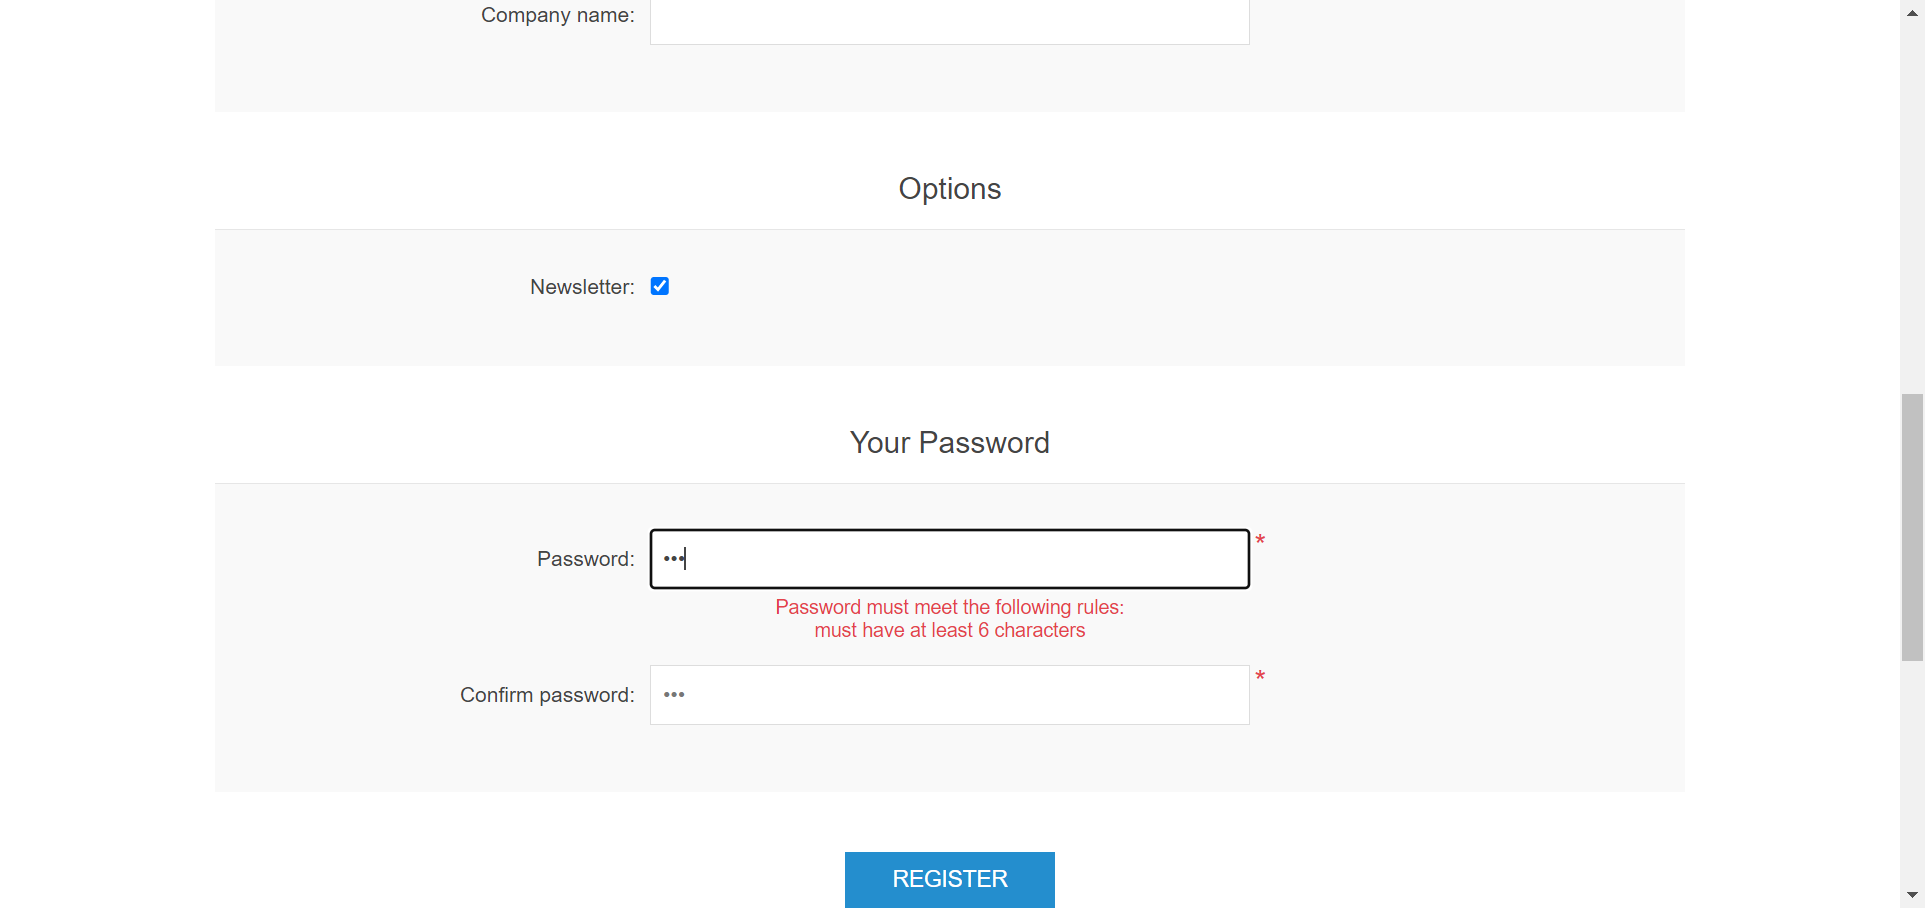 Company name:
Options
Newsletter:
Your Password
Password: ••• *
Password must meet the following rules:
must have at least 6 characters
Confirm password: ••• *
REGISTER